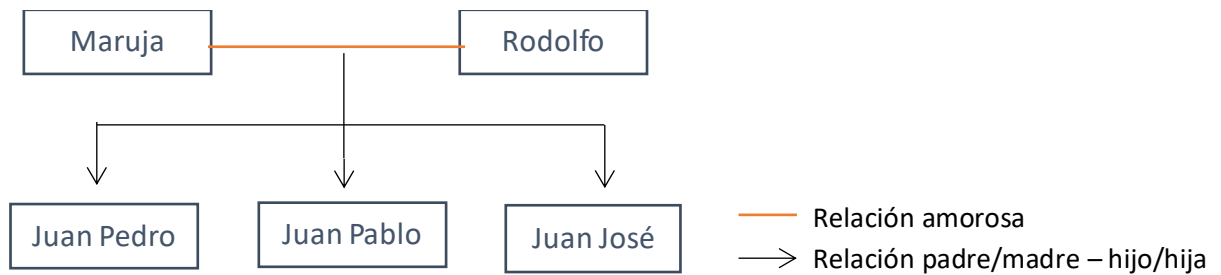 Maruja
Rodolfo
Juan Pedro
Juan Pablo
Juan José
Relación amorosa
Relación padre/madre – hijo/hija